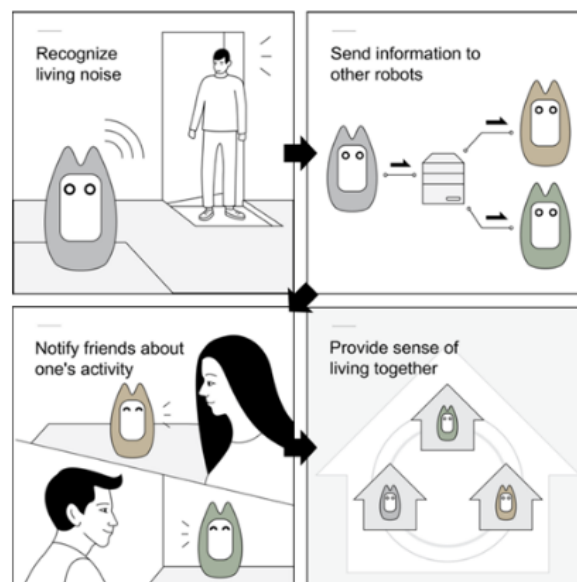 Recognize
living noise
Send information to
other robots
Notify friends about
one's activity
Provide sense of
living together